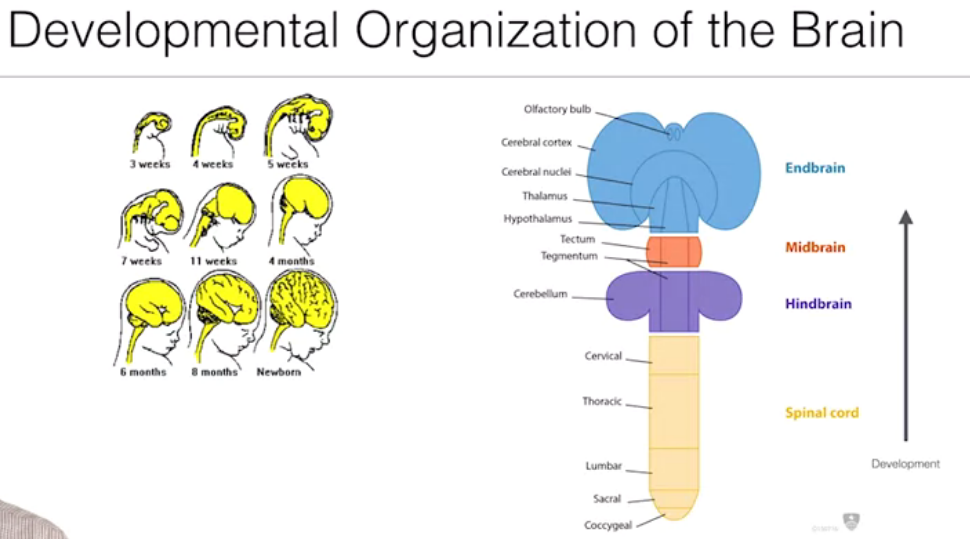 Developmental Organization of the Brain
3 weeks
4 weeks
5 weeks
7 weeks
11 weeks
4 months
6 months
8 months
Newborn
Olfactory bulb
Cerebral cortex
Cerebral nuclei
Thalamus
Hypothalamus
Tectum
Tegmentum
Cerebellum
Cervical
Thoracic
Lumbar
Sacral
Coccygeal
Endbrain
Midbrain
Hindbrain
Spinal cord
Development